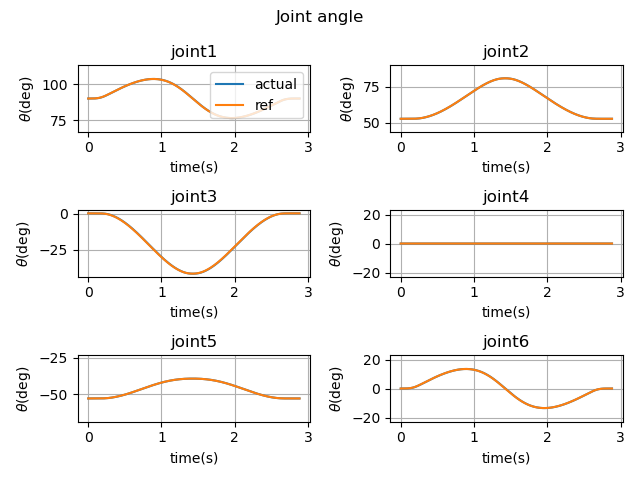 Joint angle
joint1
θ(deg)
100
75
actual
ref
0 1 2 3
time(s)
joint2
θ(deg)
75
50
0 1 2 3
time(s)
joint3
θ(deg)
0
−25
0 1 2 3
time(s)
joint4
θ(deg)
20
0
−20
0 1 2 3
time(s)
joint5
θ(deg)
−25
−50
0 1 2 3
time(s)
joint6
θ(deg)
20
0
−20
0 1 2 3
time(s)